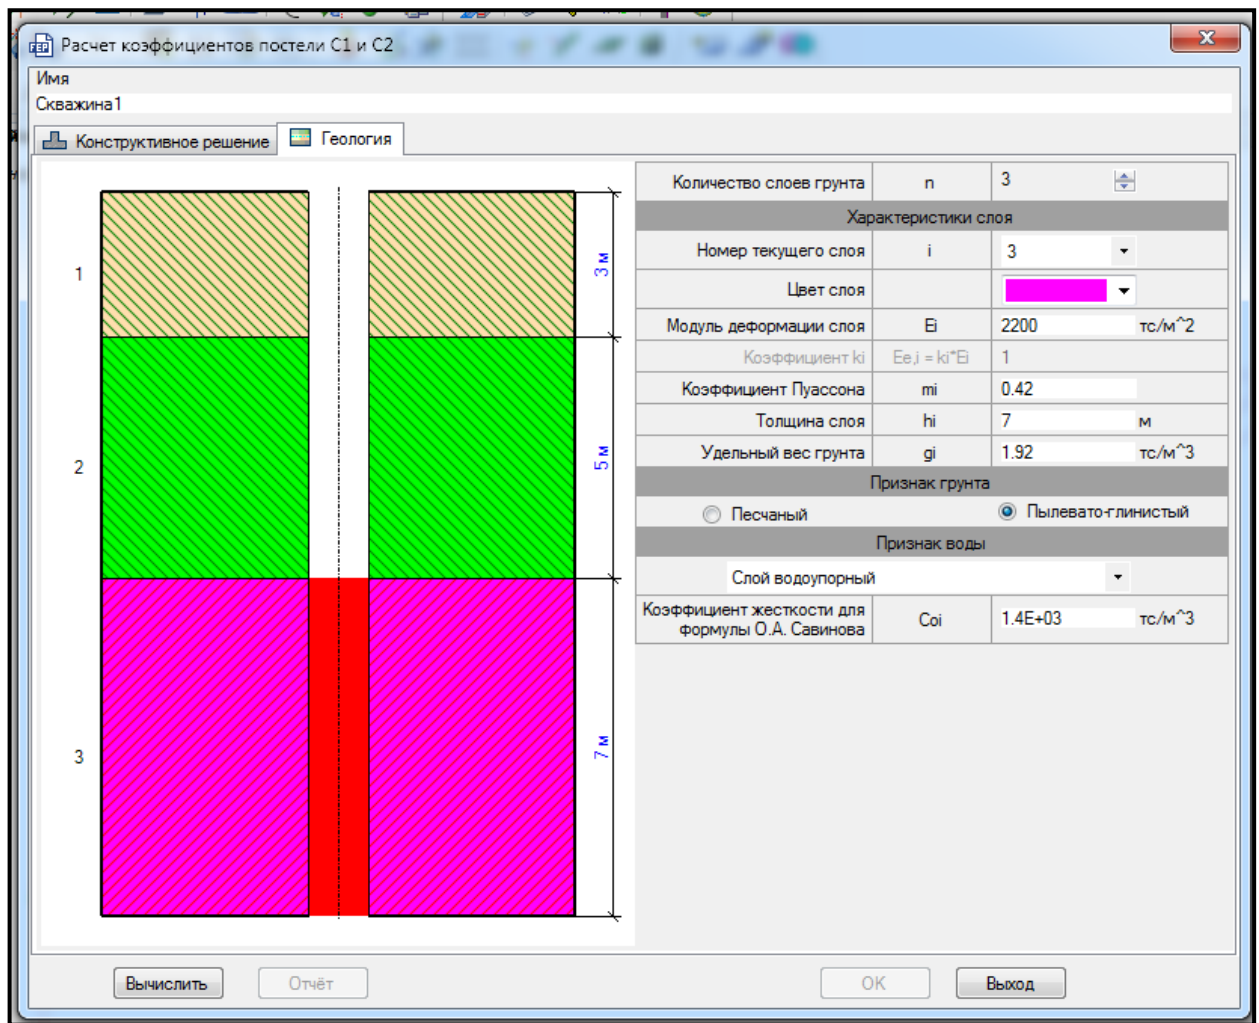 Расчет коэффициентов постели С1 и С2
Имя
Скважина1
Конструктивное решение
Геология
1
2
3
3 м
5 м
7 м
Количество слоев грунта n 3
Характеристики слоя
Номер текущего слоя i 3
Цвет слоя
Модуль деформации слоя Ei 2200 тс/м^2
Коэффициент ki Ee,i = ki*Ei 1
Коэффициент Пуассона mi 0.42
Толщина слоя hi 7 м
Удельный вес грунта gi 1.92 тс/м^3
Признак грунта
Песчаный Пылевато-глинистый
Признак воды
Слой водоупорный
Коэффициент жесткости для
формулы О.А. Савинова Coi 1.4E+03 тс/м^3
Вычислить Отчёт OK Выход